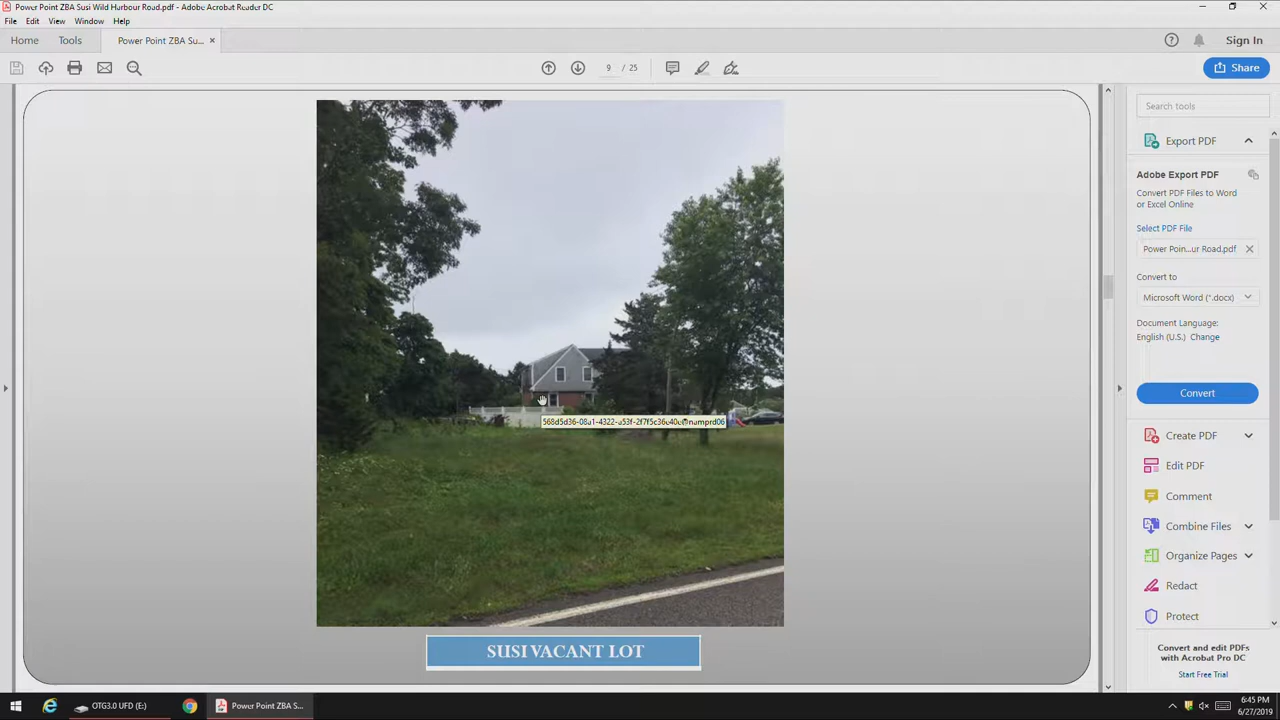 Power Point ZBA Susi Wild Harbour Road.pdf - Adobe Acrobat Reader DC
File Edit View Window Help
Home Tools Power Point ZBA Su... Sign In
9 / 25
Share
Search tools
Export PDF
Adobe Export PDF
Convert PDF Files to Word
or Excel Online
Select PDF File
Power Poin...ur Road.pdf
Convert to
Microsoft Word (*.docx)
Document Language:
English (U.S.) Change
Convert
Create PDF
Edit PDF
Comment
Combine Files
Organize Pages
Redact
Protect
Convert and edit PDFs
with Acrobat Pro DC
Start Free Trial
SUSI VACANT LOT
OTG3.0 UFD (E:)
Power Point ZBA S...
6:45 PM
6/27/2019